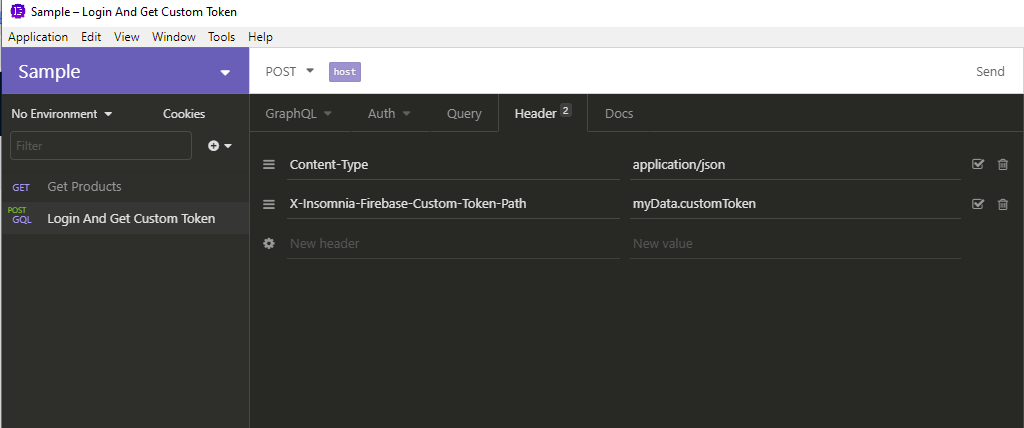 Sample – Login And Get Custom Token
Application Edit View Window Tools Help
Sample
POST host Send
No Environment Cookies
GraphQL Auth Query Header 2 Docs
Filter
Content-Type application/json
GET Get Products
X-Insomnia-Firebase-Custom-Token-Path myData.customToken
POST
GQL Login And Get Custom Token
New header New value